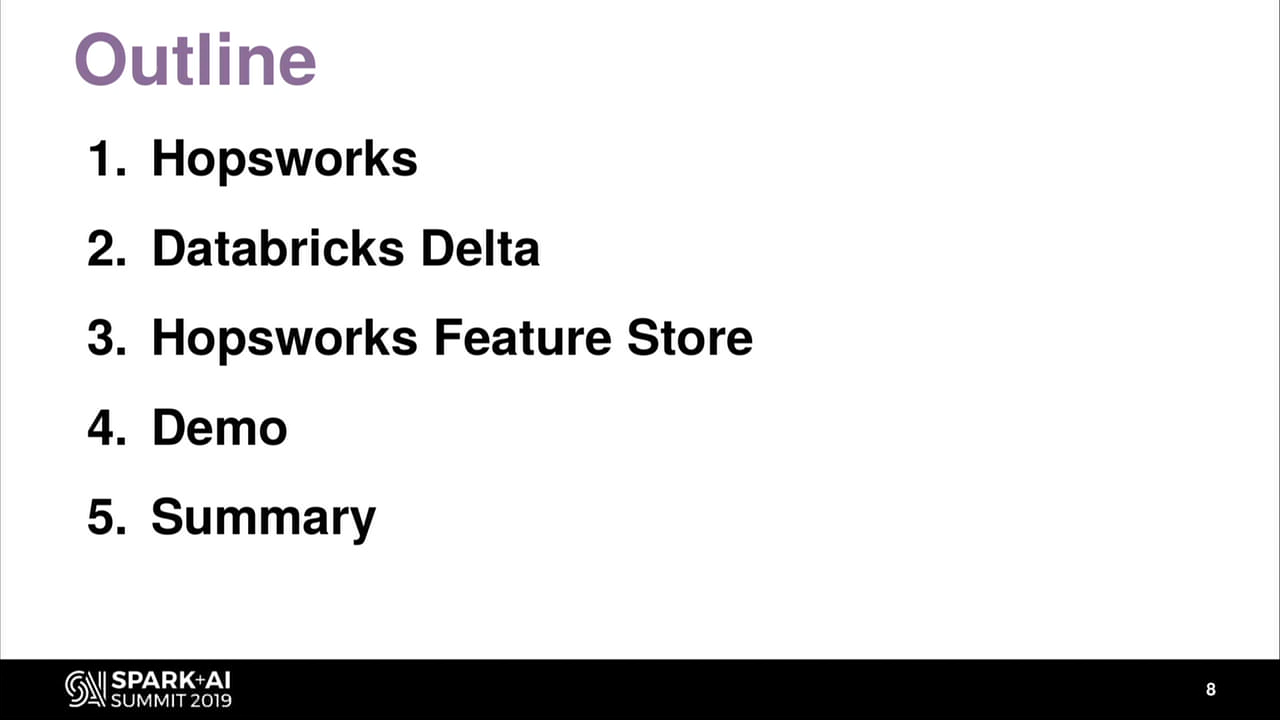 Outline
1. Hopsworks
2. Databricks Delta
3. Hopsworks Feature Store
4. Demo
5. Summary
SPARK+AI
SUMMIT 2019
8